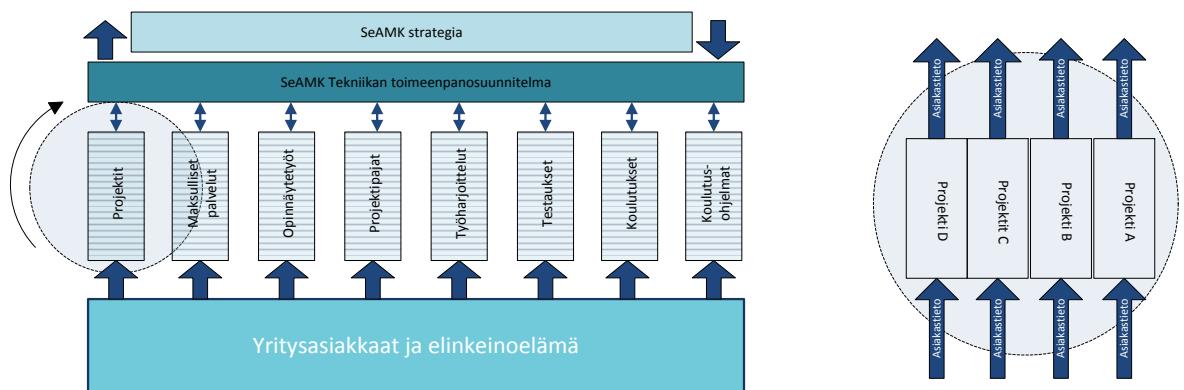 SeAMK strategia
SeAMK Tekniikan toimeenpanosuunnitelma
Projektit
Maksulliset
palvelut
Opinnäytetyöt
Projektipajat
Työharjoittelut
Testaukset
Koulutukset
Koulutus-
ohjelmat
Yritysasiakkaat ja elinkeinoelämä
Asiakastieto
Asiakastieto
Asiakastieto
Asiakastieto
Projekti D
Projektit C
Projekti B
Projekti A
Asiakastieto
Asiakastieto
Asiakastieto
Asiakastieto